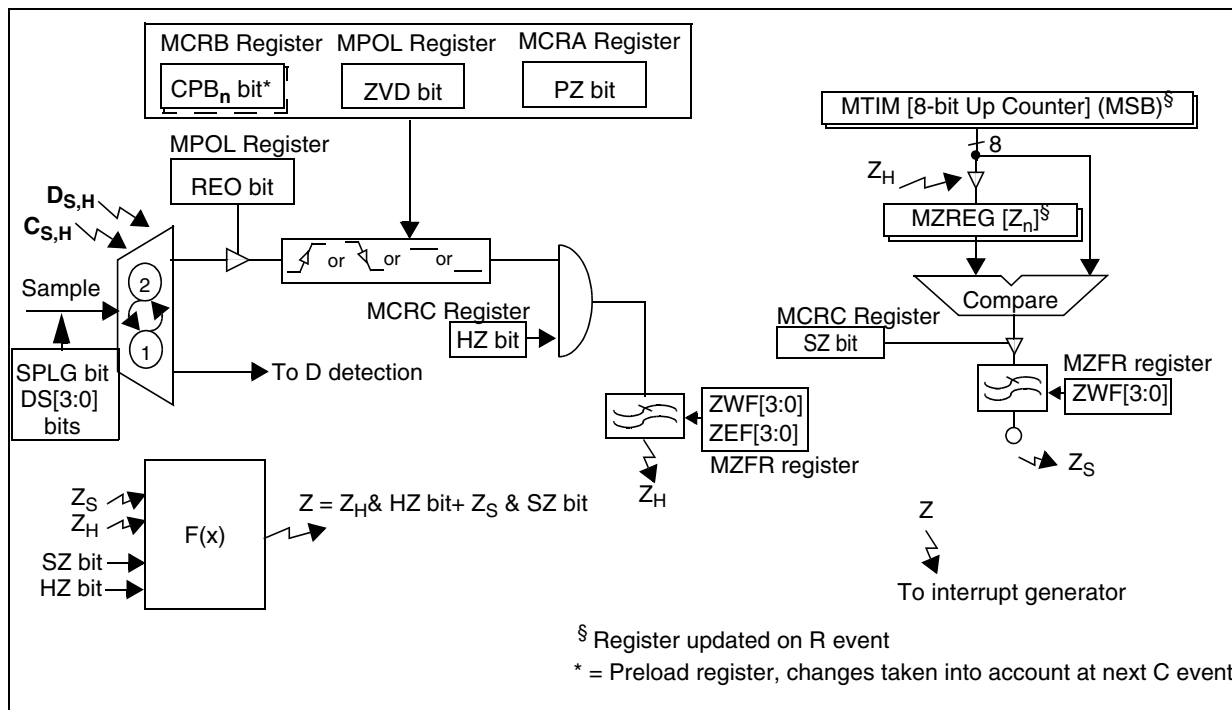 MCRB Register
MPOL Register
MCRA Register
CPBn bit*
ZVD bit
PZ bit
MPOL Register
REO bit
DS,H
CS,H
Sample
2
1
SPLG bit
DS[3:0]
bits
or
or
or
MCRC Register
HZ bit
To D detection
ZWF[3:0]
ZEF[3:0]
MZFR register
ZH
MTIM [8-bit Up Counter] (MSB)§
8
ZH
MZREG [Zn]§
Compare
MCRC Register
SZ bit
MZFR register
ZWF[3:0]
ZS
ZS
ZH
SZ bit
HZ bit
F(x)
Z = ZH& HZ bit+ ZS & SZ bit
Z
To interrupt generator
§ Register updated on R event
* = Preload register, changes taken into account at next C event